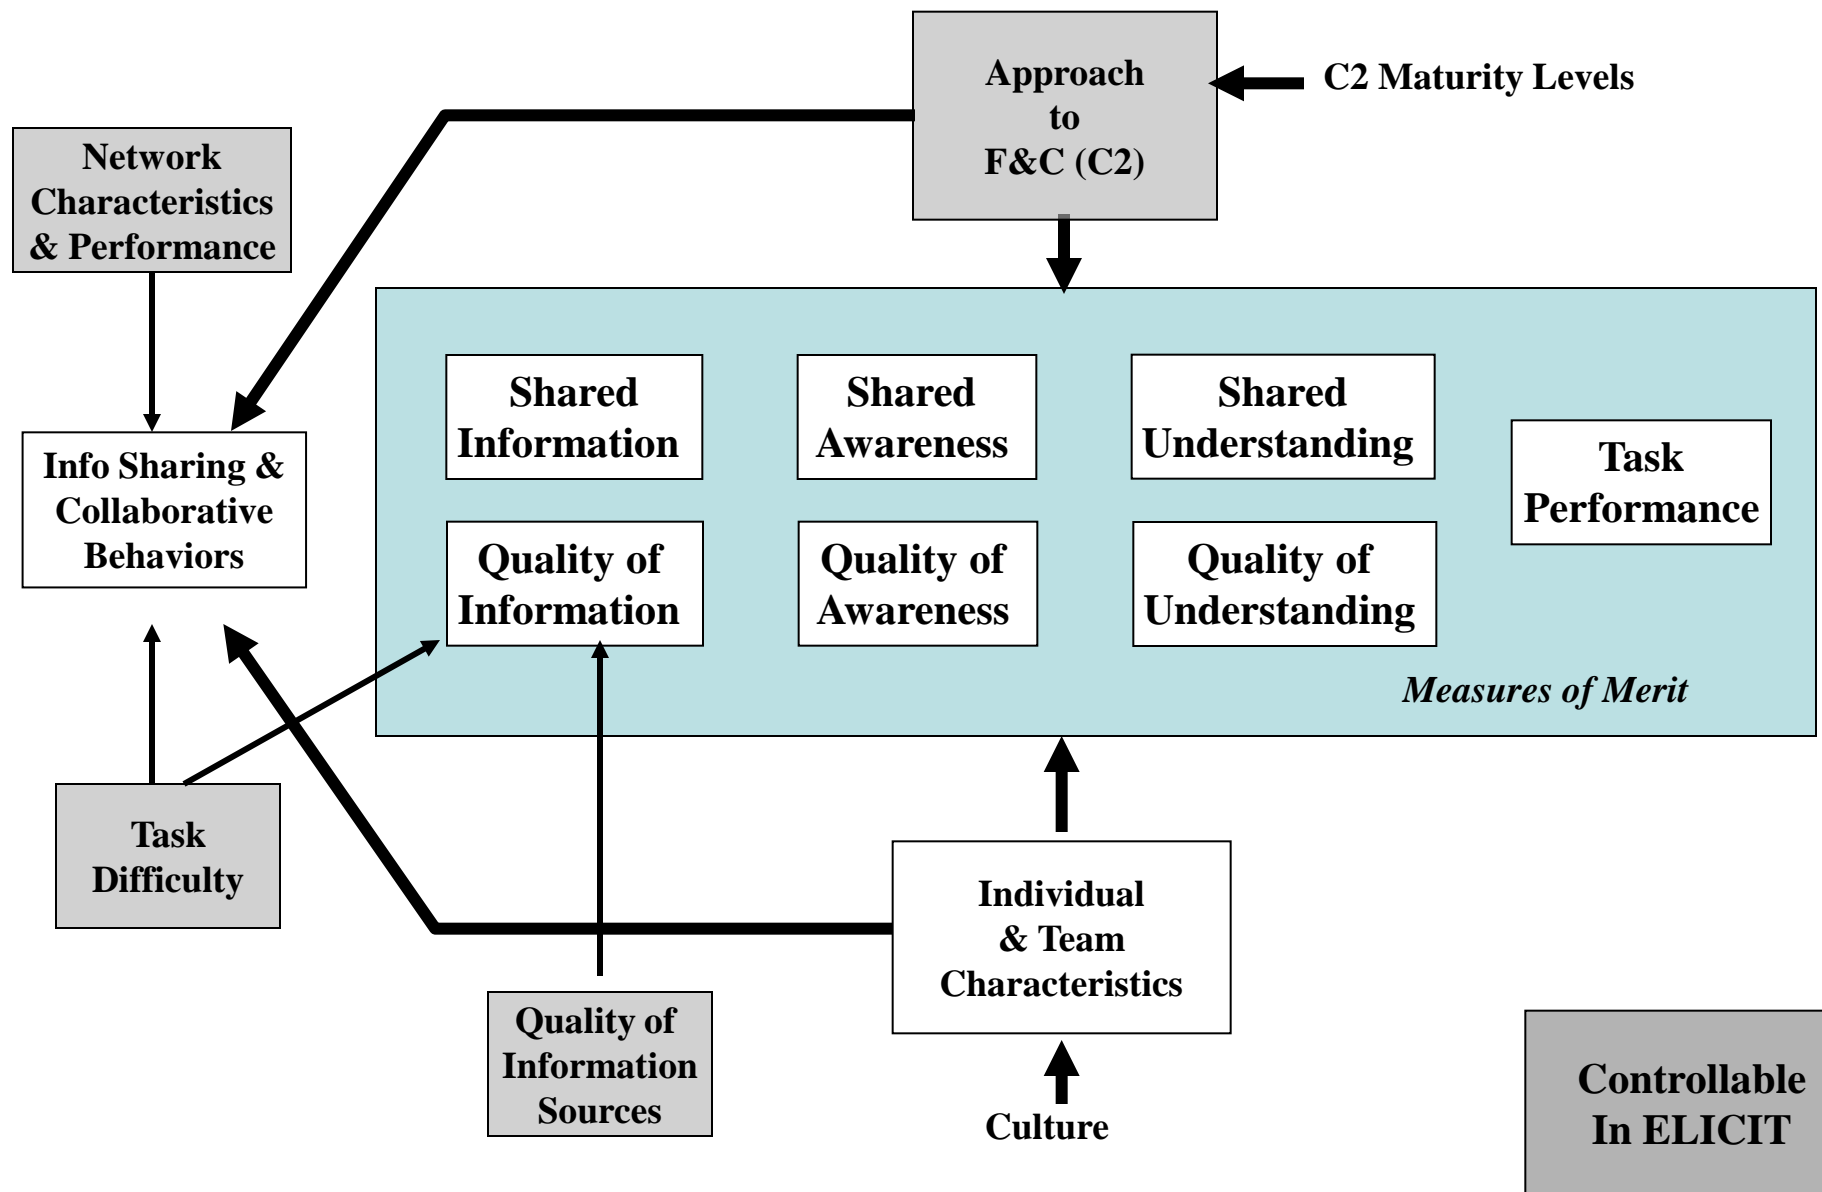 Approach
to
F&C (C2)
C2 Maturity Levels
Network
Characteristics
& Performance
Info Sharing &
Collaborative
Behaviors
Shared
Information
Shared
Awareness
Shared
Understanding
Task
Performance
Quality of
Information
Quality of
Awareness
Quality of
Understanding
Measures of Merit
Task
Difficulty
Individual
& Team
Characteristics
Quality of
Information
Sources
Culture
Controllable
In ELICIT